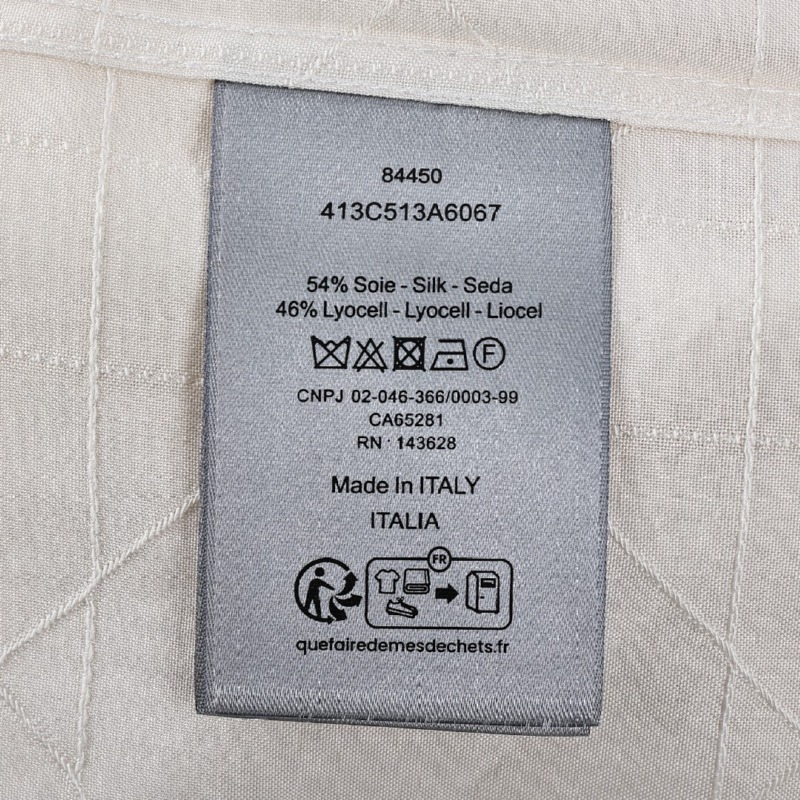 84450
413C513A6067
54% Soie - Silk - Seda
46% Lyocell - Lyocell - Liocel
F
CNPJ 02-046-366/0003-99
CA65281
RN : 143628
Made In ITALY
ITALIA
FR
quefairedemesdechets.fr